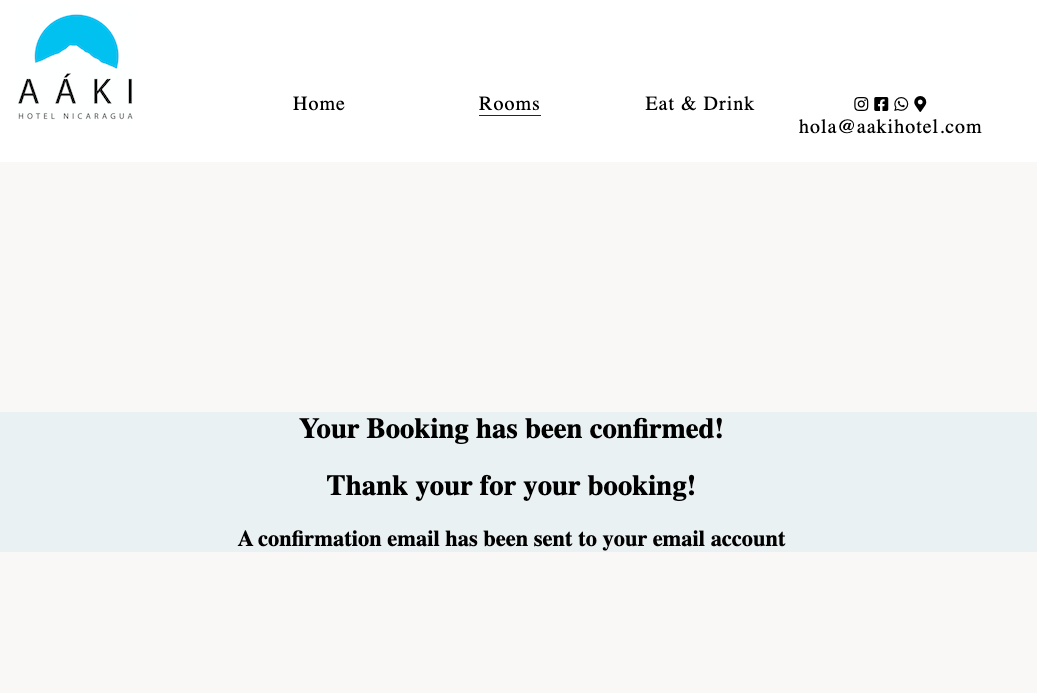 AÁKI
HOTEL NICARAGUA
Home
Rooms
Eat & Drink
hola@aakihotel.com
Your Booking has been confirmed!
Thank your for your booking!
A confirmation email has been sent to your email account